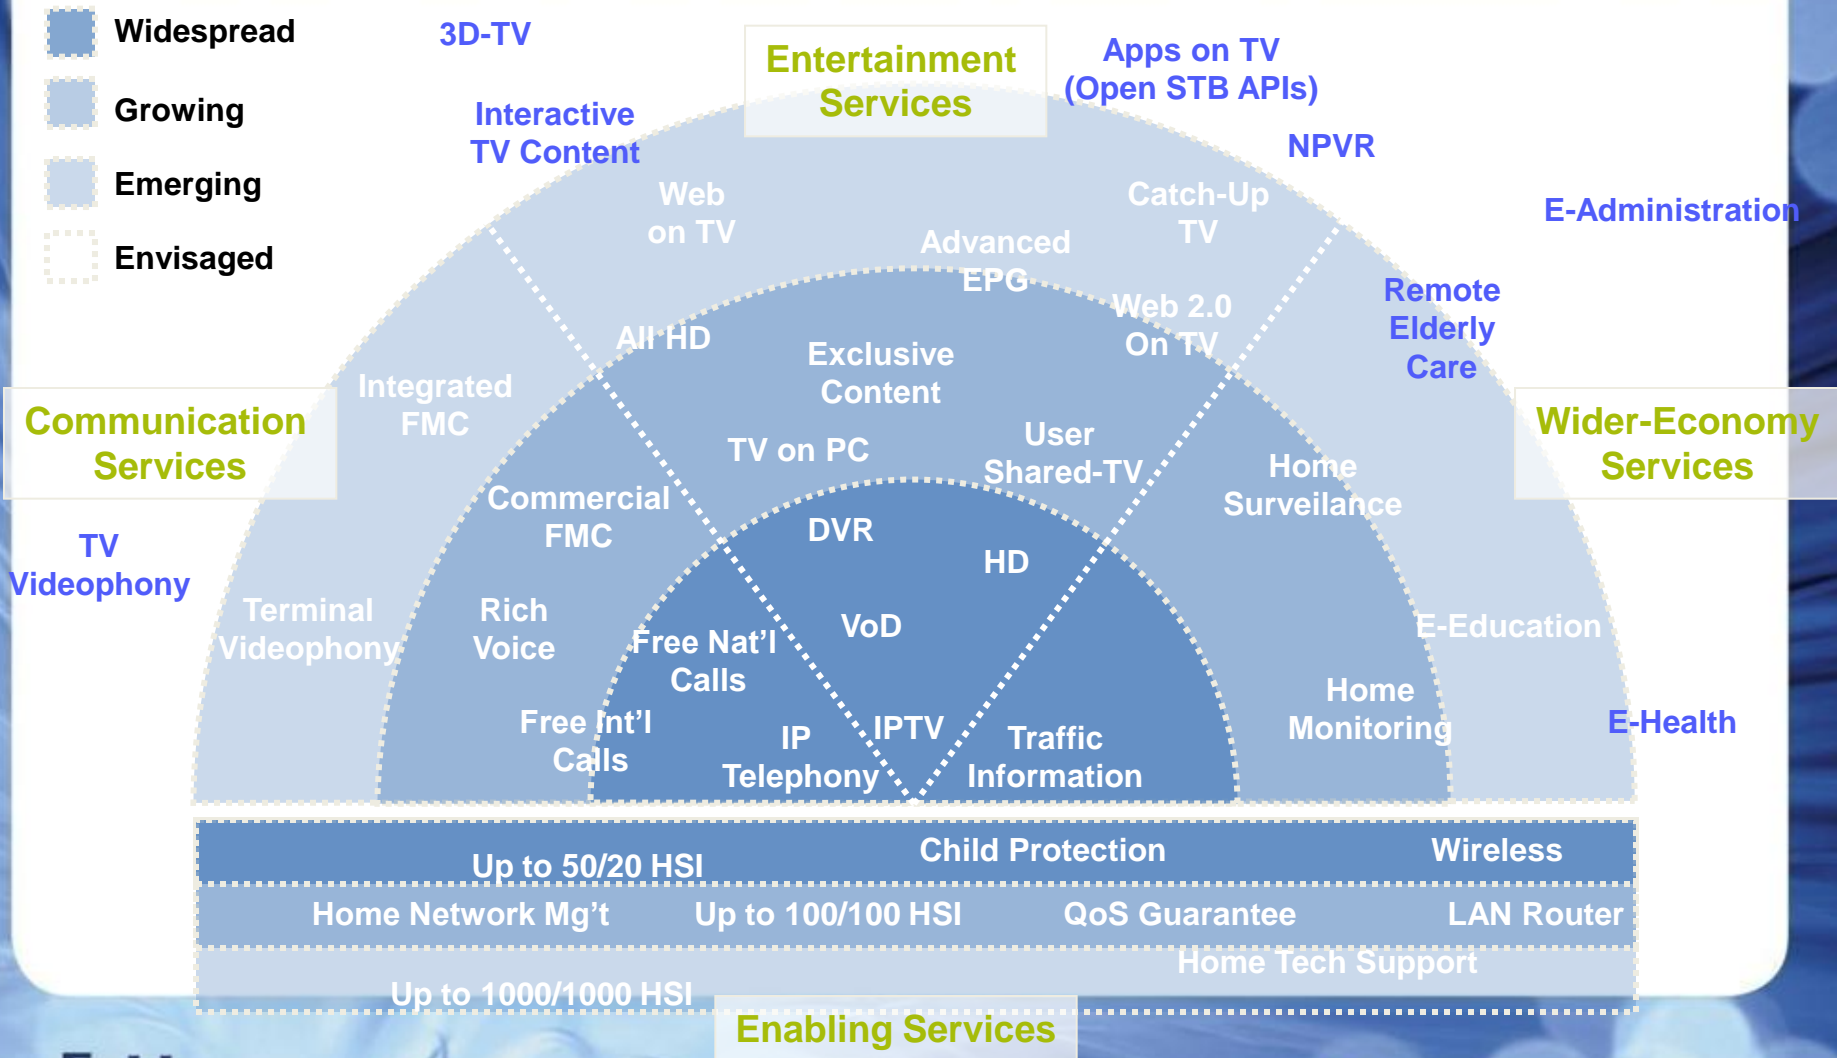 Widespread
Growing
Emerging
Envisaged
3D-TV
Interactive
TV Content
Entertainment
Services
Apps on TV
(Open STB APIs)
NPVR
E-Administration
Web
on TV
Catch-Up
TV
Advanced
EPG
Remote
Elderly
Care
All HD
Web 2.0
On TV
Exclusive
Content
Integrated
FMC
Communication
Services
Wider-Economy
Services
TV on PC
User
Shared-TV
Home
Surveilance
Commercial
FMC
DVR
HD
TV
Videophony
Terminal
Videophony
Rich
Voice
Free Nat’l
Calls
VoD
E-Education
Free Int’l
Calls
IP
Telephony
IPTV
Traffic
Information
Home
Monitoring
E-Health
Up to 50/20 HSI
Child Protection
Wireless
Home Network Mg’t
Up to 100/100 HSI
QoS Guarantee
LAN Router
Home Tech Support
Up to 1000/1000 HSI
Enabling Services